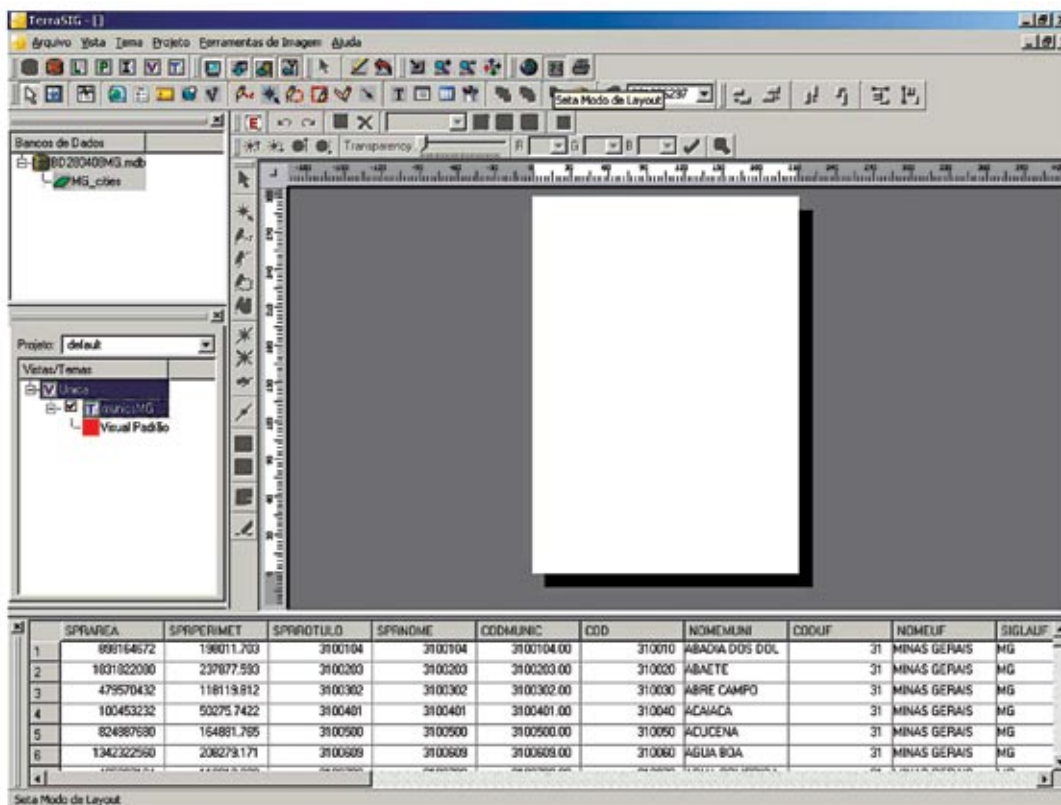 TerraSIG - []
Arquivo Vista Tema Projeto Ferramentas de Imagem Ajuda
Seta Modo de Layout
Bancos de Dados
BD280408MG.mdb
MG_cities
Transparency R G B
Projeto: default
Vistas/Temas
Unica
municsMG
Visual Padrão
SPRAREA SPRPERIMET SPRROTULO SPRNOME CODMUNIC COD NOMEMUNI CODUF NOMEUF SIGLAUF
1 898164672 198011.703 3100104 3100104 3100104.00 310010 ABADIA DOS DOL 31 MINAS GERAIS MG
2 1831822080 237877.593 3100203 3100203 3100203.00 310020 ABAETE 31 MINAS GERAIS MG
3 479570432 118119.812 3100302 3100302 3100302.00 310030 ABRE CAMPO 31 MINAS GERAIS MG
4 100453232 50275.7422 3100401 3100401 3100401.00 310040 ACAIACA 31 MINAS GERAIS MG
5 824887680 164881.765 3100500 3100500 3100500.00 310050 ACUCENA 31 MINAS GERAIS MG
6 1342322560 208279.171 3100609 3100609 3100609.00 310060 AGUA BOA 31 MINAS GERAIS MG
Seta Modo de Layout